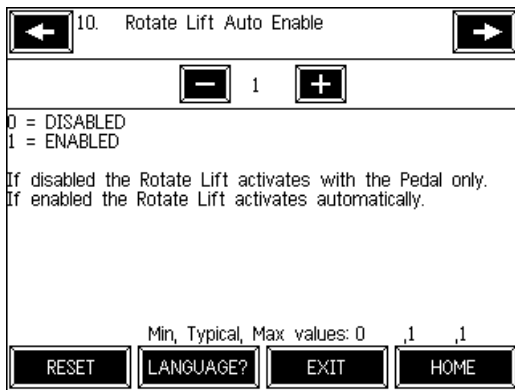 10. Rotate Lift Auto Enable
1
0 = DISABLED
1 = ENABLED
If disabled the Rotate Lift activates with the Pedal only.
If enabled the Rotate Lift activates automatically.
Min, Typical, Max values: 0 ,1 ,1
RESET LANGUAGE? EXIT HOME